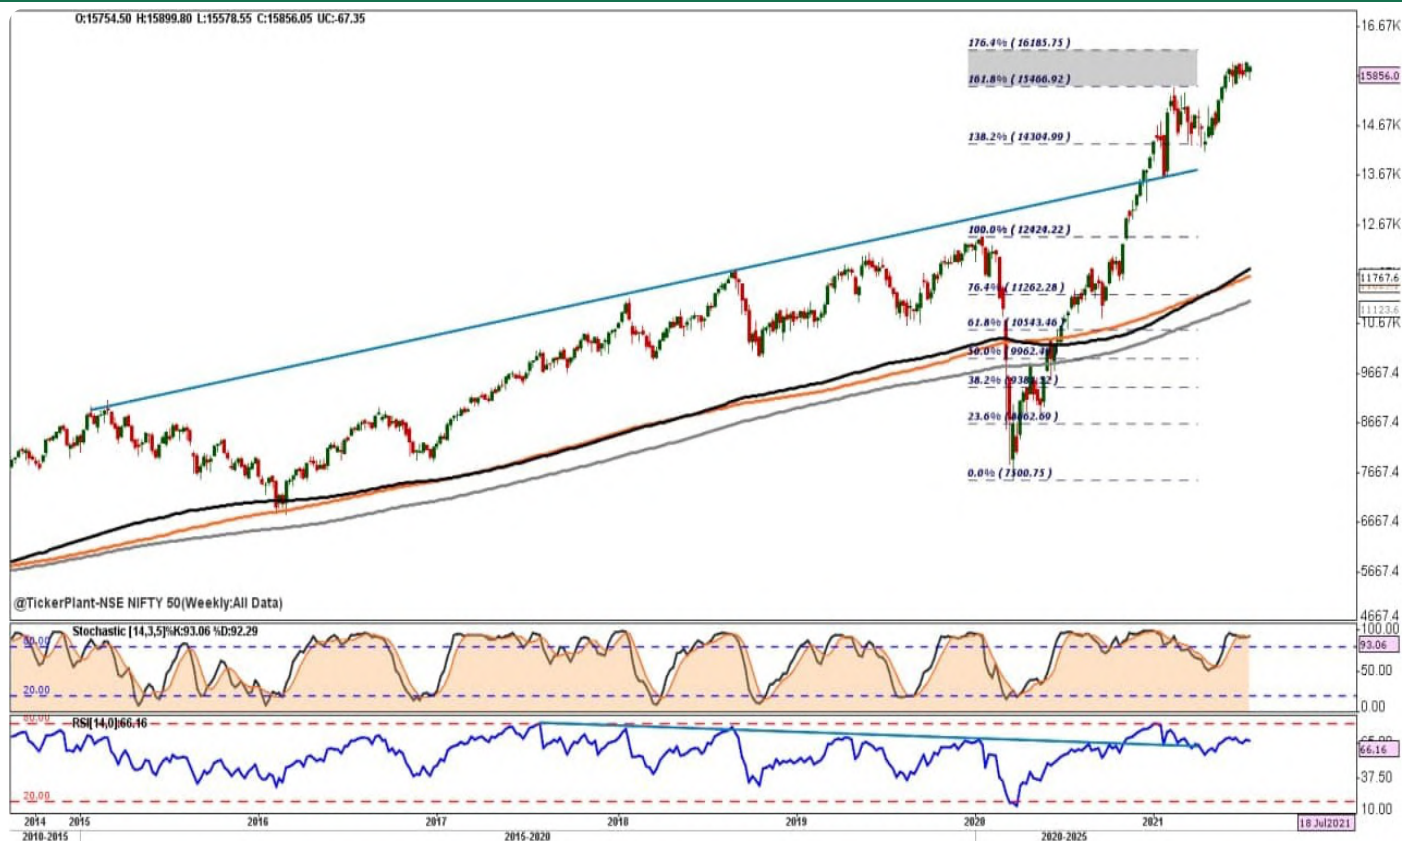 O:15754.50 H:15899.80 L:15578.55 C:15856.05 UC:-67.35
16.67K
176.4% ( 16185.75 )
15856.0
161.8% ( 15466.92 )
14.67K
138.2% ( 14304.99 )
13.67K
12.67K
100.0% ( 12424.22 )
11767.6
76.4% ( 11262.28 )
11123.6
10.67K
61.8% ( 10543.46 )
50.0% ( 9962.4
9667.4
38.2%
23.6%
8667.4
7667.4
0.0% ( 7500.75 )
6667.4
5667.4
@TickerPlant-NSE NIFTY 50(Weekly:All Data)
4667.4
Stochastic [14,3,5]%K:93.06 %D:92.29
100.00
80.00
93.06
50.00
20.00
0.00
80.00
RSI[14,0]:66.16
66.16
37.50
20.00
10.00
2014 2015 2016 2017 2018 2019 2020 2021 18 Jul2021
2010-2015 2015-2020 2020-2025